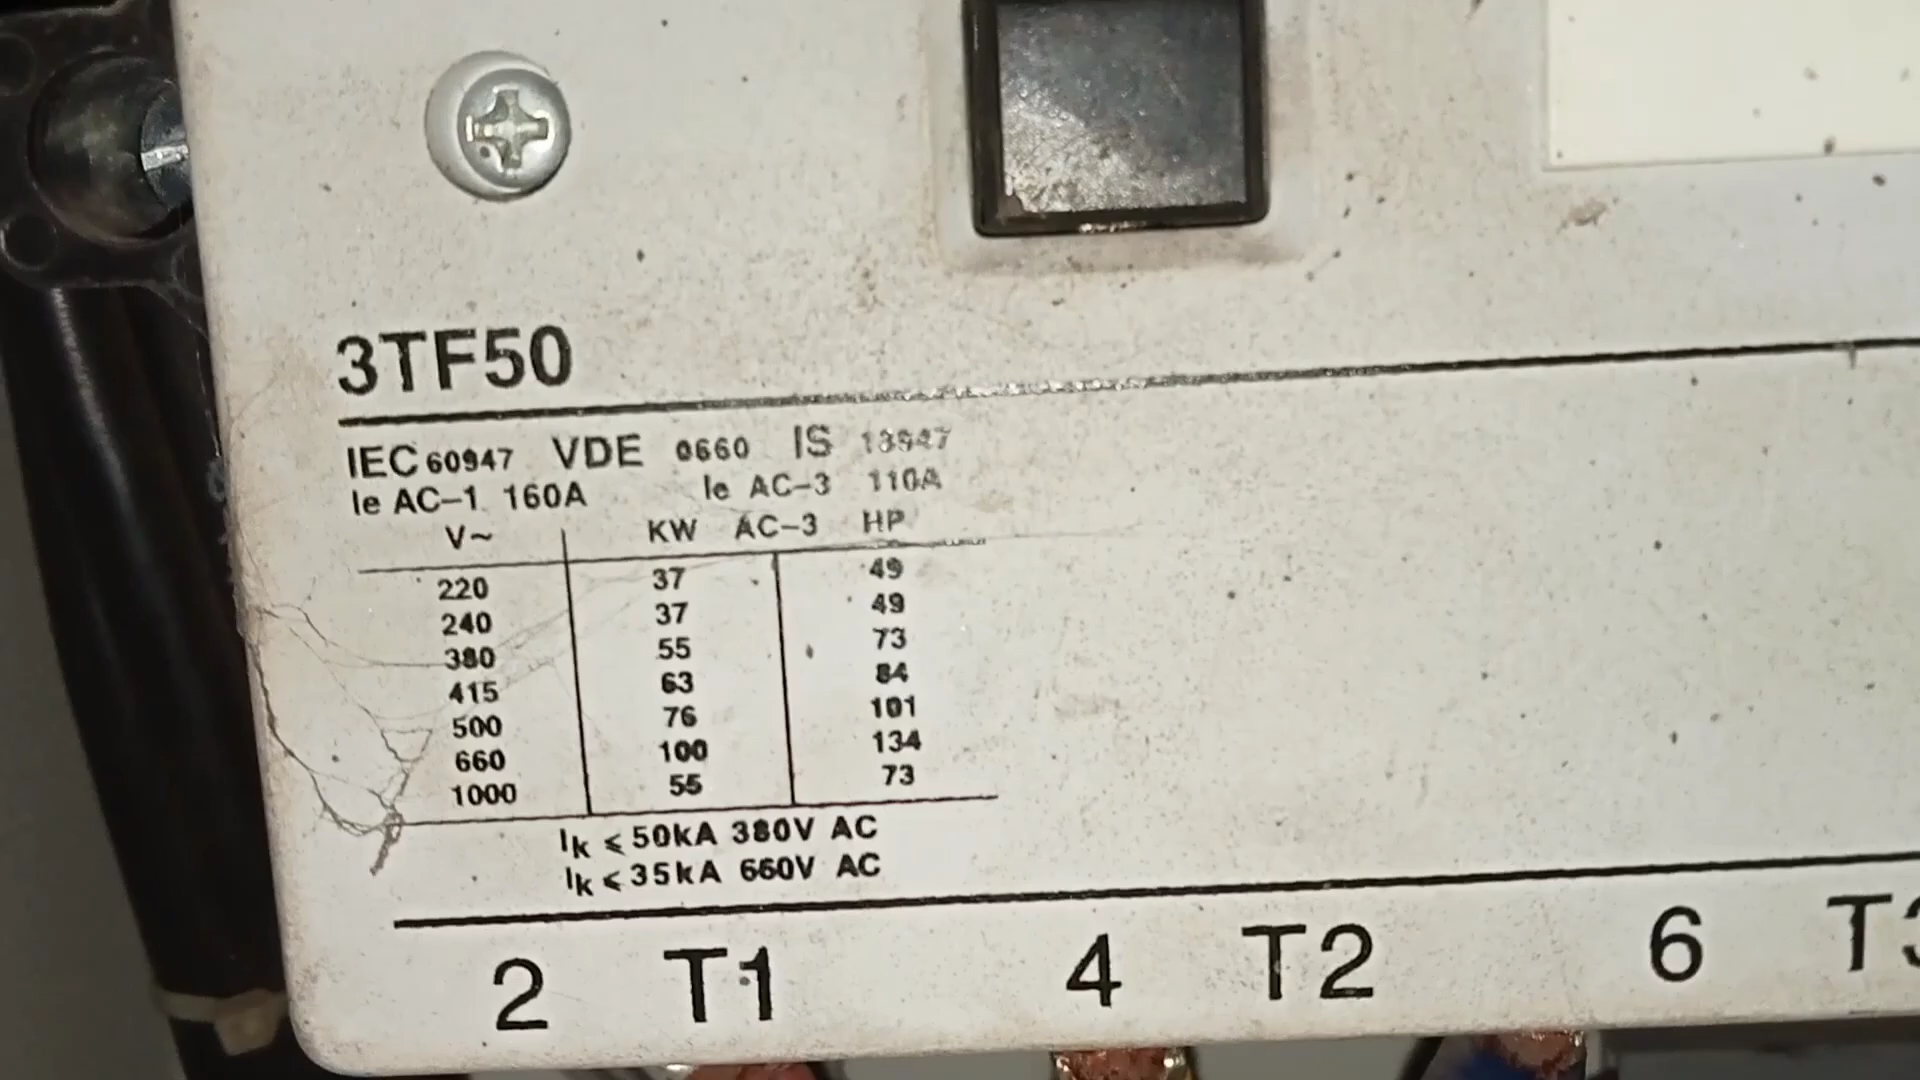 3TF50
IEC 60947 VDE 0660 IS 13947
Ie AC-1 160A Ie AC-3 110A
V~ KW AC-3 HP
220 37 49
240 37 49
380 55 73
415 63 84
500 76 101
660 100 134
1000 55 73
Ik ⩽ 50kA 380V AC
Ik ⩽ 35kA 660V AC
2 T1 4 T2 6 T3